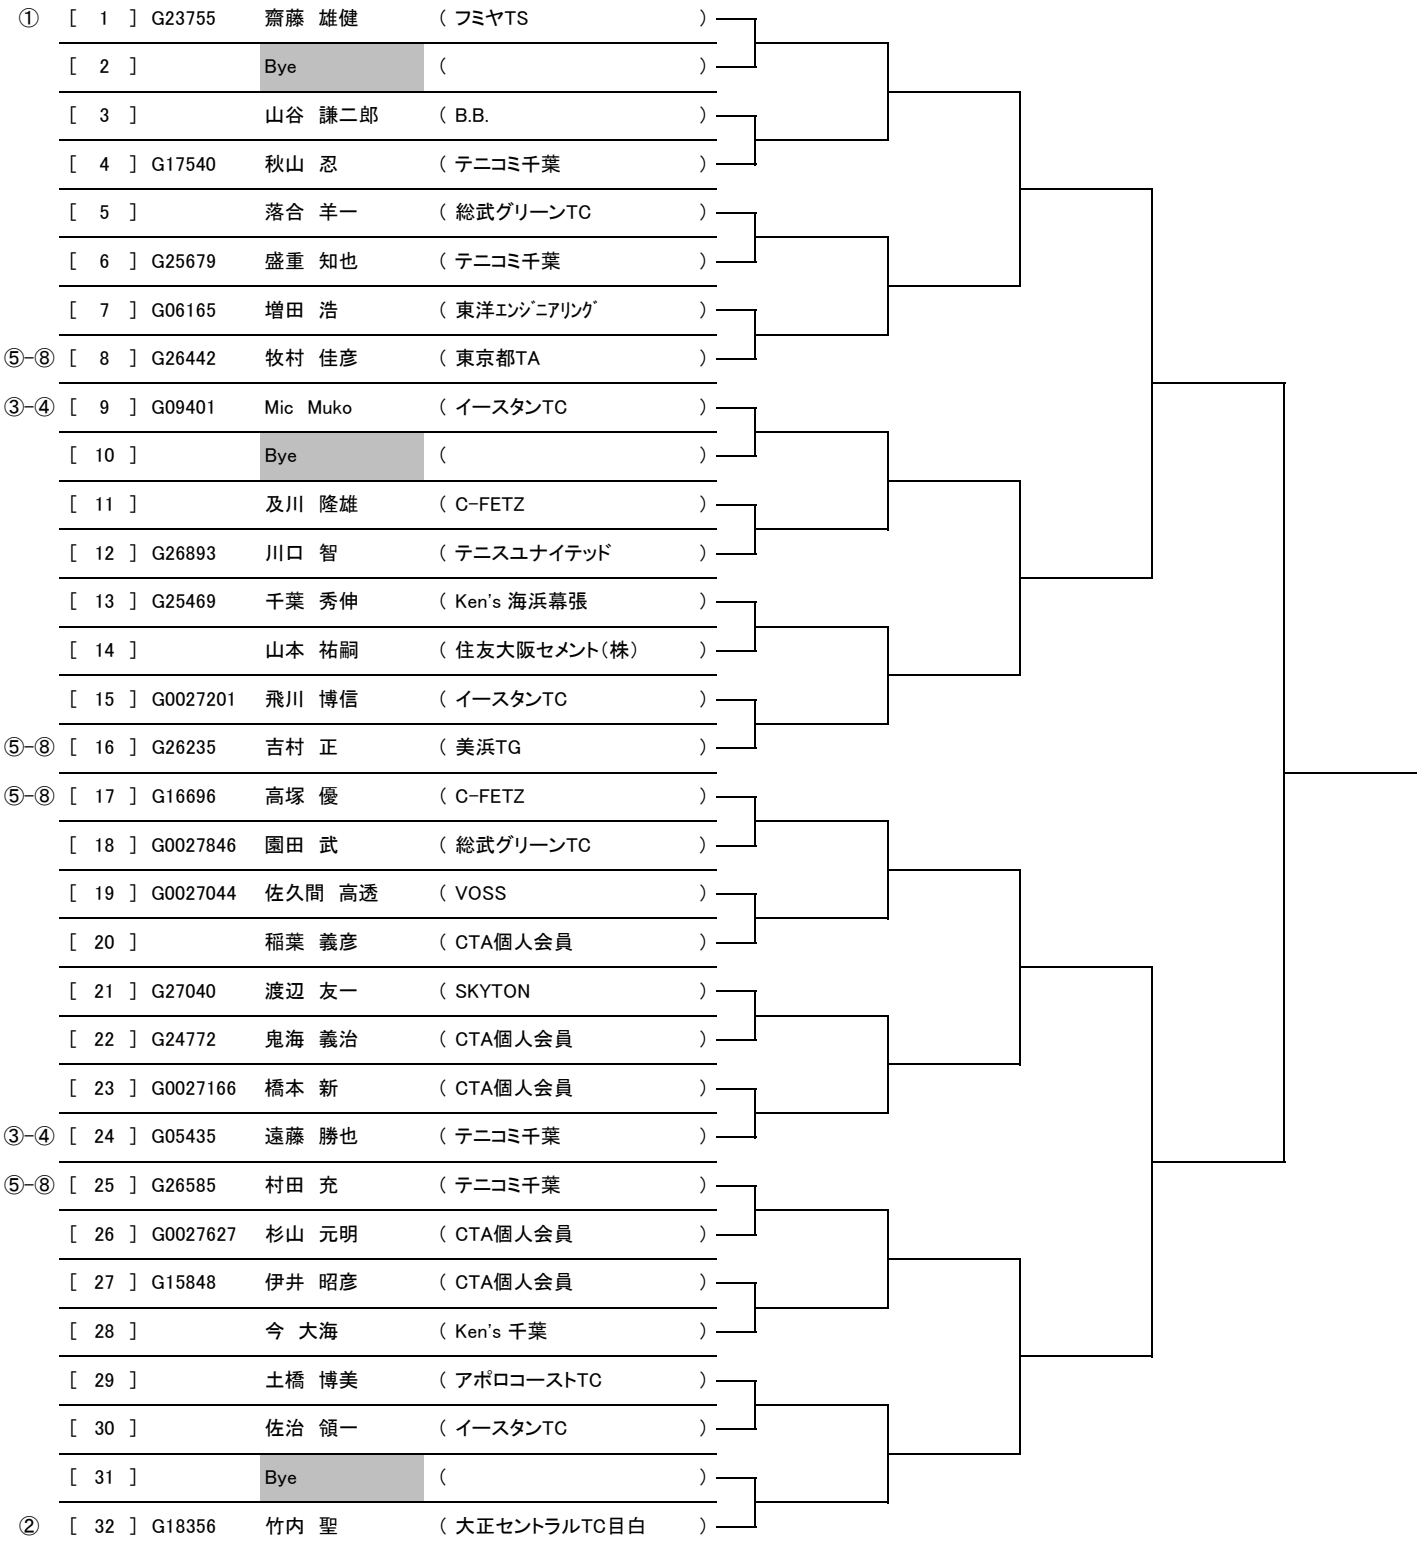 ① [ 1 ] G23755 齋藤 雄健 ( フミヤTS )
[ 2 ] Bye ( )
[ 3 ] 山谷 謙二郎 ( B.B. )
[ 4 ] G17540 秋山 忍 ( テニコミ千葉 )
[ 5 ] 落合 羊一 ( 総武グリーンTC )
[ 6 ] G25679 盛重 知也 ( テニコミ千葉 )
[ 7 ] G06165 増田 浩 ( 東洋ｴﾝｼﾞﾆｱﾘﾝｸﾞ )
⑤-⑧ [ 8 ] G26442 牧村 佳彦 ( 東京都TA )
③-④ [ 9 ] G09401 Mic Muko ( イースタンTC )
[ 10 ] Bye ( )
[ 11 ] 及川 隆雄 ( C-FETZ )
[ 12 ] G26893 川口 智 ( テニスユナイテッド )
[ 13 ] G25469 千葉 秀伸 ( Ken's 海浜幕張 )
[ 14 ] 山本 祐嗣 ( 住友大阪セメント（株） )
[ 15 ] G0027201 飛川 博信 ( イースタンTC )
⑤-⑧ [ 16 ] G26235 吉村 正 ( 美浜TG )
⑤-⑧ [ 17 ] G16696 高塚 優 ( C-FETZ )
[ 18 ] G0027846 園田 武 ( 総武グリーンTC )
[ 19 ] G0027044 佐久間 高透 ( VOSS )
[ 20 ] 稲葉 義彦 ( CTA個人会員 )
[ 21 ] G27040 渡辺 友一 ( SKYTON )
[ 22 ] G24772 鬼海 義治 ( CTA個人会員 )
[ 23 ] G0027166 橋本 新 ( CTA個人会員 )
③-④ [ 24 ] G05435 遠藤 勝也 ( テニコミ千葉 )
⑤-⑧ [ 25 ] G26585 村田 充 ( テニコミ千葉 )
[ 26 ] G0027627 杉山 元明 ( CTA個人会員 )
[ 27 ] G15848 伊井 昭彦 ( CTA個人会員 )
[ 28 ] 今 大海 ( Ken's 千葉 )
[ 29 ] 土橋 博美 ( アポロコーストTC )
[ 30 ] 佐治 領一 ( イースタンTC )
[ 31 ] Bye ( )
② [ 32 ] G18356 竹内 聖 ( 大正セントラルTC目白 )